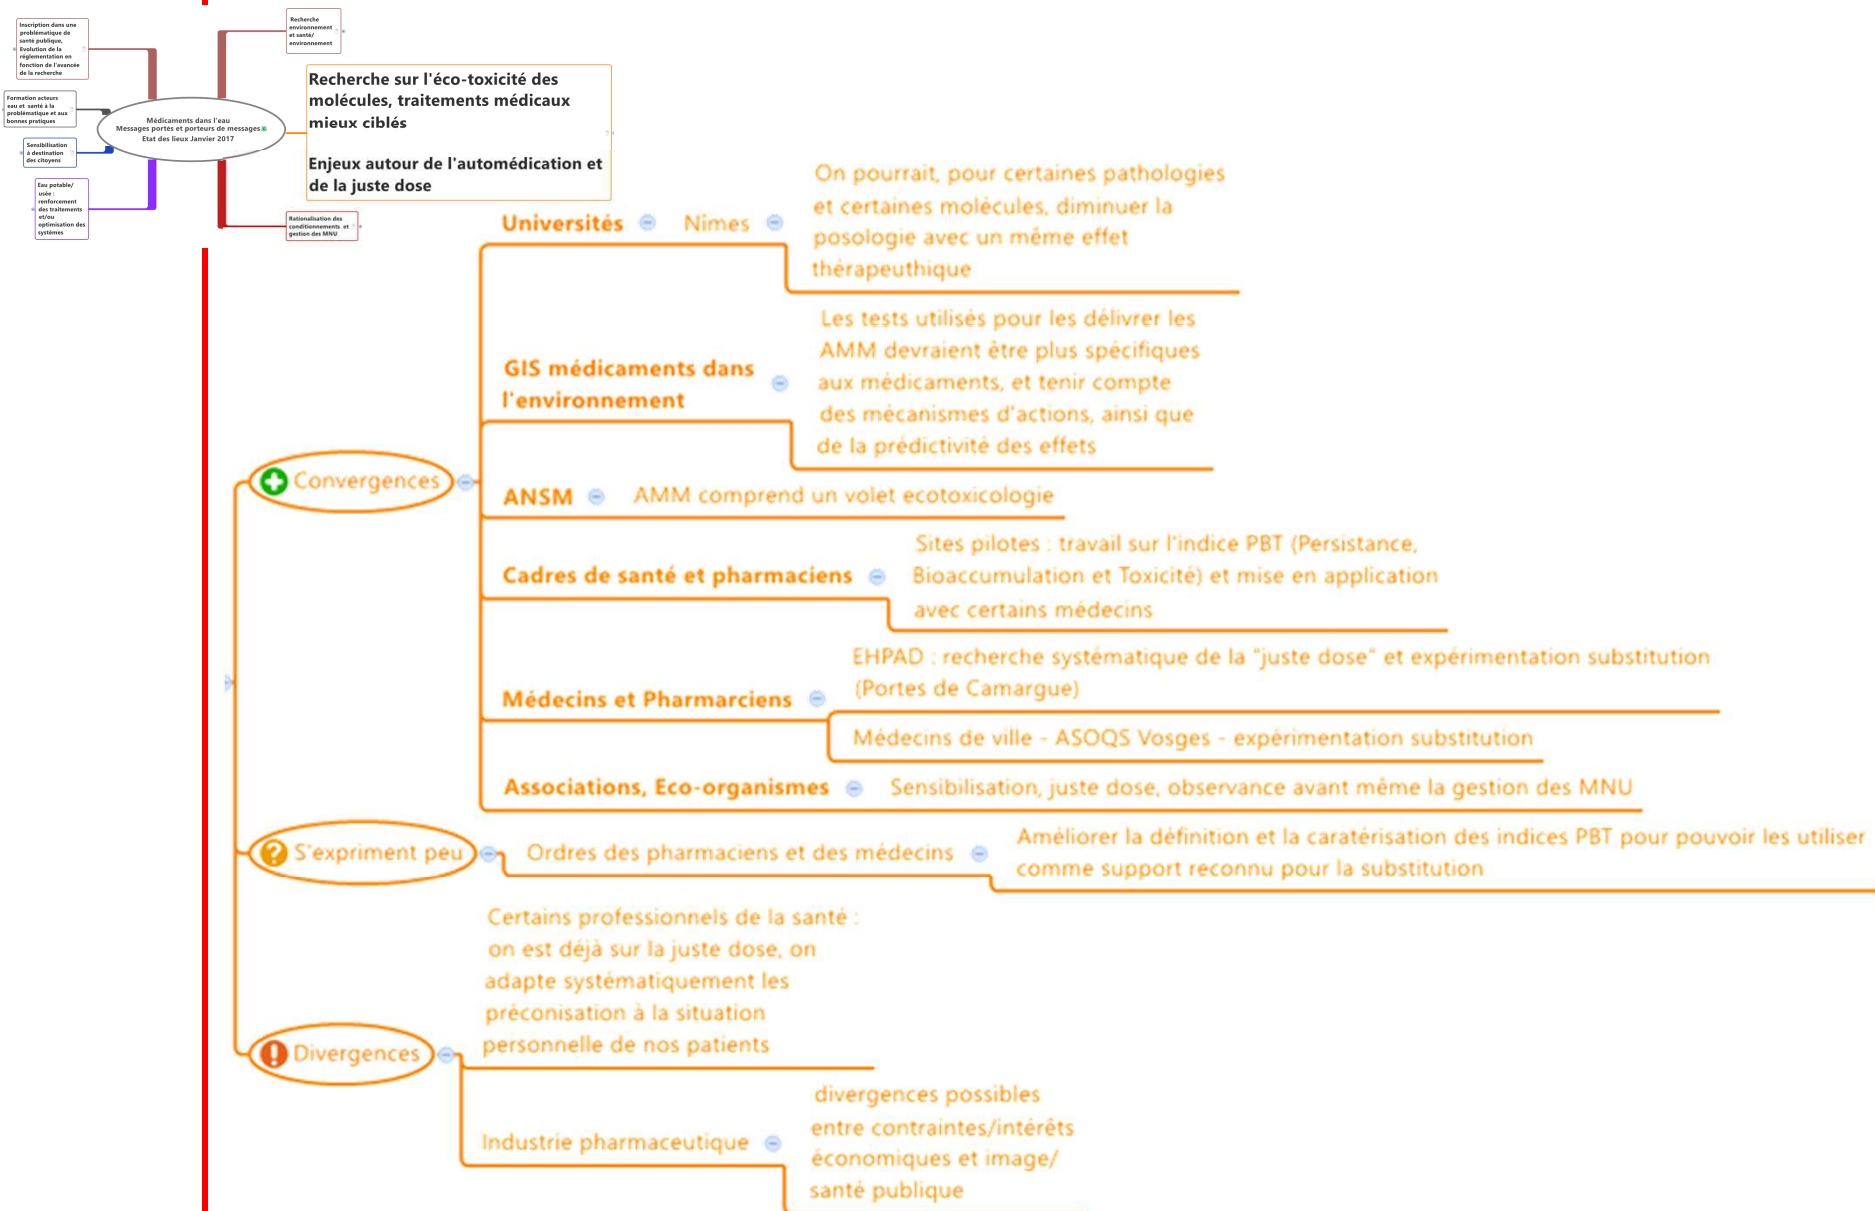 Inscription dans une
problématique de
santé publique,
Evolution de la
réglementation en
fonction de l'avancée
de la recherche
Formation acteurs
eau et santé à la
problématique et aux
bonnes pratiques
Sensibilisation
à destination
des citoyens
Eau potable/
usée :
renforcement
des traitements
et/ou
optimisation des
systèmes
Médicaments dans l'eau
Messages portés et porteurs de messages
Etat des lieux Janvier 2017
Recherche
environnement
et santé/
environnement
Recherche sur l'éco-toxicité des
molécules, traitements médicaux
mieux ciblés
Enjeux autour de l'automédication et
de la juste dose
Rationalisation des
conditionnements et
gestion des MNU
Convergences
Universités
Nîmes
On pourrait, pour certaines pathologies
et certaines molécules, diminuer la
posologie avec un même effet
thérapeuthique
GIS médicaments dans
l'environnement
Les tests utilisés pour les délivrer les
AMM devraient être plus spécifiques
aux médicaments, et tenir compte
des mécanismes d'actions, ainsi que
de la prédictivité des effets
ANSM
AMM comprend un volet ecotoxicologie
Cadres de santé et pharmaciens
Sites pilotes : travail sur l'indice PBT (Persistance,
Bioaccumulation et Toxicité) et mise en application
avec certains médecins
Médecins et Pharmarciens
EHPAD : recherche systématique de la "juste dose" et expérimentation substitution
(Portes de Camargue)
Médecins de ville - ASOQS Vosges - expérimentation substitution
Associations, Eco-organismes
Sensibilisation, juste dose, observance avant même la gestion des MNU
S'expriment peu
Ordres des pharmaciens et des médecins
Améliorer la définition et la caratérisation des indices PBT pour pouvoir les utiliser
comme support reconnu pour la substitution
Divergences
Certains professionnels de la santé :
on est déjà sur la juste dose, on
adapte systématiquement les
préconisation à la situation
personnelle de nos patients
Industrie pharmaceutique
divergences possibles
entre contraintes/intérêts
économiques et image/
santé publique